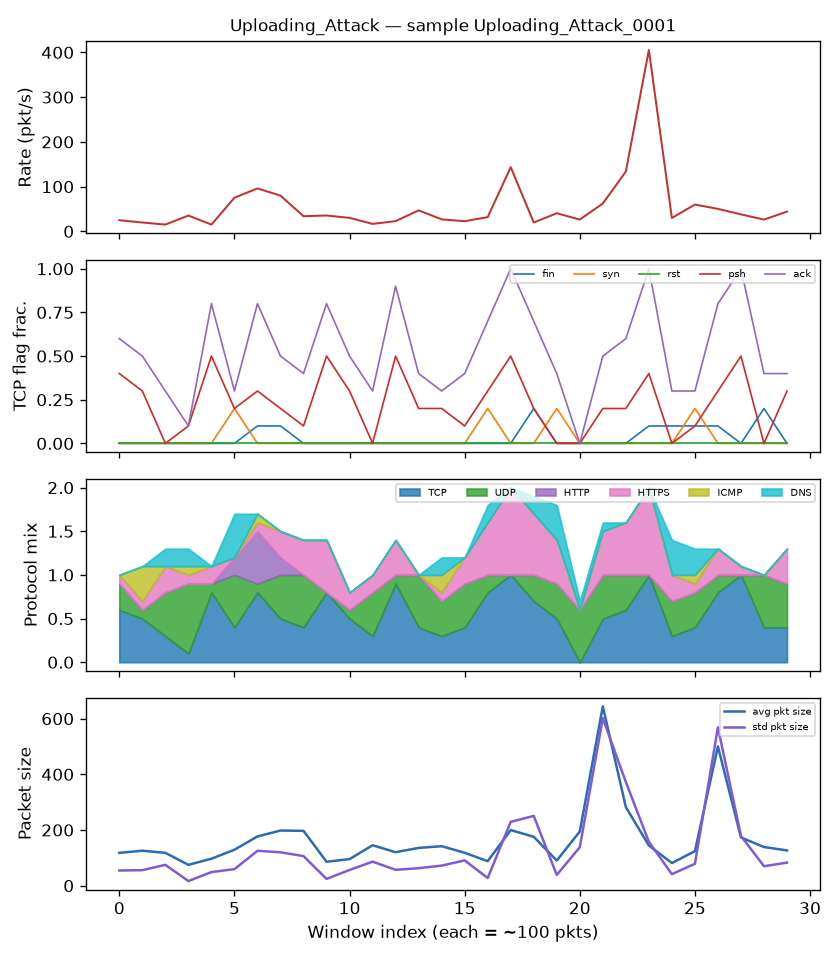 Uploading_Attack — sample Uploading_Attack_0001
400
300
200
100
0
Rate (pkt/s)
1.00
0.75
0.50
0.25
0.00
TCP flag frac.
fin syn rst psh ack
2.0
1.5
1.0
0.5
0.0
Protocol mix
TCP UDP HTTP HTTPS ICMP DNS
600
400
200
0
Packet size
avg pkt size
std pkt size
0 5 10 15 20 25 30
Window index (each = ~100 pkts)